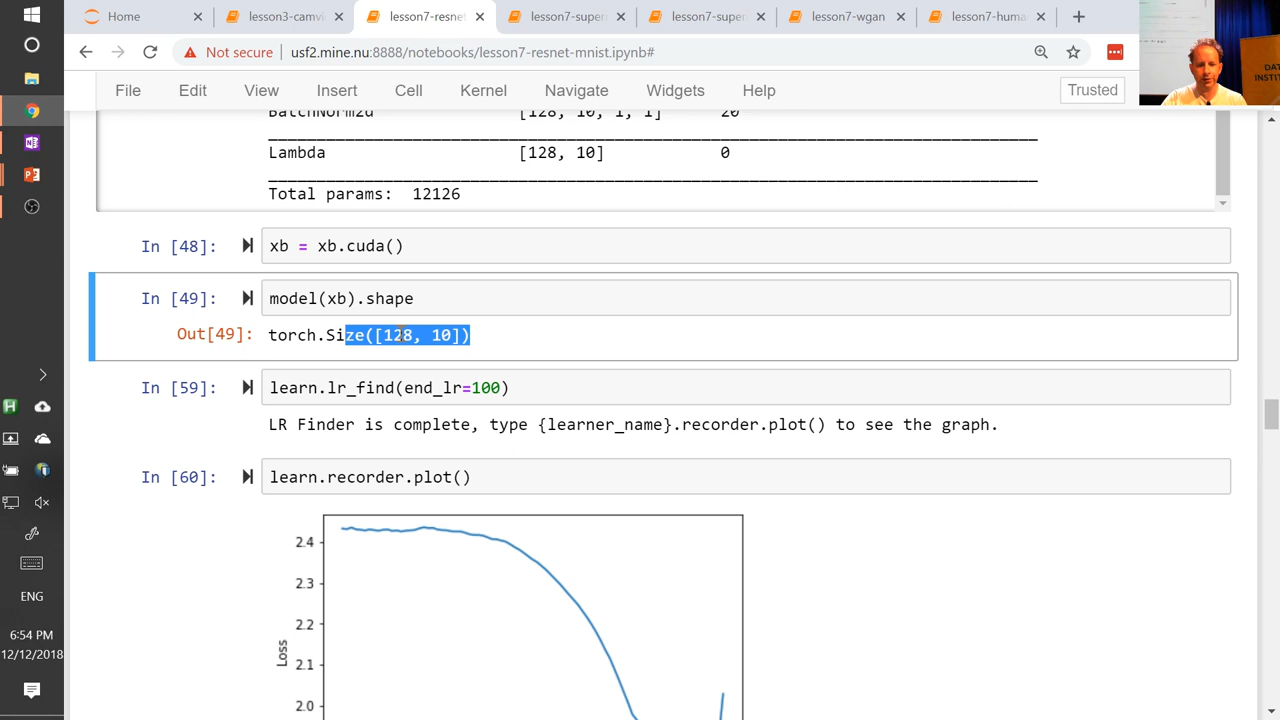 Home
lesson3-camvi
lesson7-resnet
lesson7-super
lesson7-super
lesson7-wgan
lesson7-huma
Not secure usf2.mine.nu:8888/notebooks/lesson7-resnet-mnist.ipynb#
DAT
INSTIT
File Edit View Insert Cell Kernel Navigate Widgets Help Trusted
BatchNorm2d [128, 10, 1, 1] 20
Lambda [128, 10] 0
Total params: 12126
In [48]: xb = xb.cuda()
In [49]: model(xb).shape
Out[49]: torch.Size([128, 10])
In [59]: learn.lr_find(end_lr=100)
LR Finder is complete, type {learner_name}.recorder.plot() to see the graph.
In [60]: learn.recorder.plot()
2.4
2.3
2.2
2.1
2.0
Loss
ENG
6:54 PM
12/12/2018